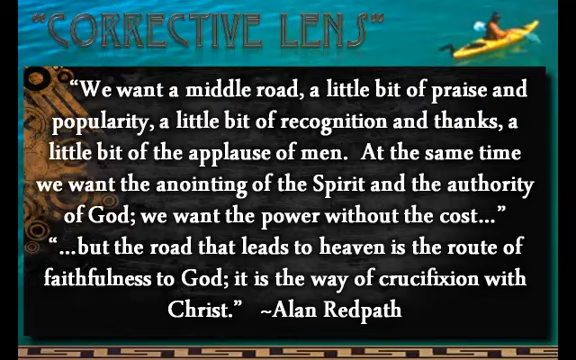 “CORRECTIVE LENS”
“We want a middle road, a little bit of praise and
popularity, a little bit of recognition and thanks, a
little bit of the applause of men.  At the same time
we want the anointing of the Spirit and the authority
of God; we want the power without the cost...”
“...but the road that leads to heaven is the route of
faithfulness to God; it is the way of crucifixion with
Christ.”   ~Alan Redpath